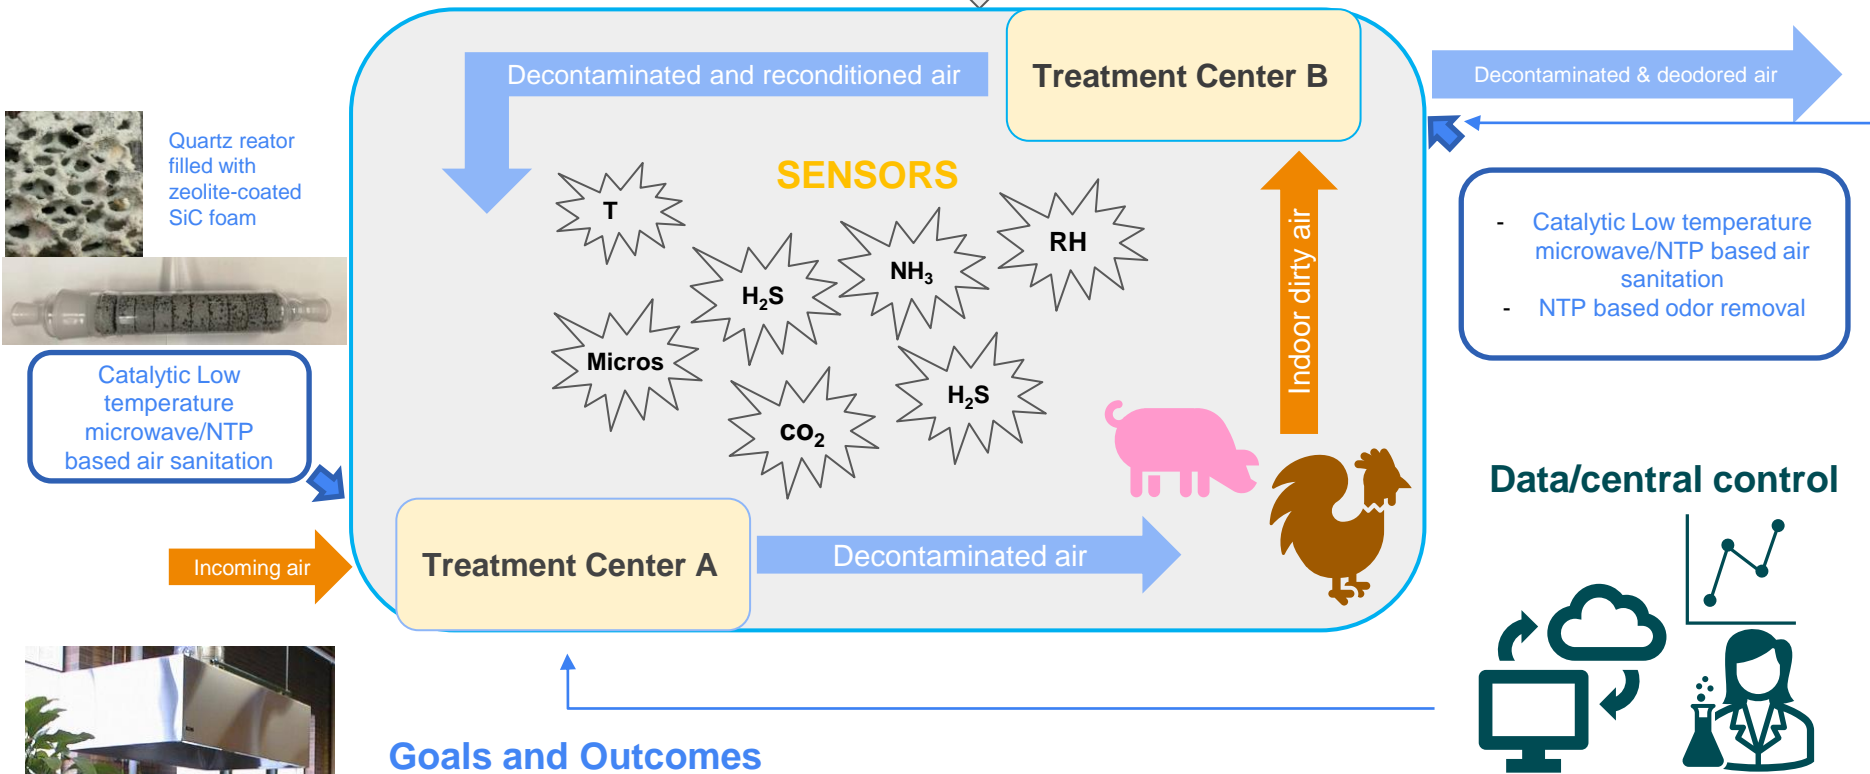 Decontaminated and reconditioned air
Treatment Center B
Decontaminated & deodored air
Quartz reator
filled with
zeolite-coated
SiC foam
SENSORS
T
RH
NH3
H2S
Micros
H2S
CO2
Indoor dirty air
- Catalytic Low temperature
microwave/NTP based air
sanitation
- NTP based odor removal
Catalytic Low
temperature
microwave/NTP
based air sanitation
Incoming air
Treatment Center A
Decontaminated air
Data/central control
Goals and Outcomes